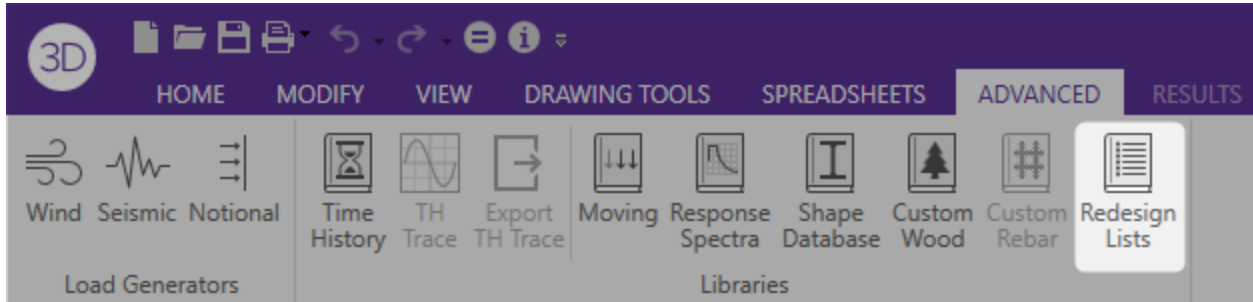 3D
HOME MODIFY VIEW DRAWING TOOLS SPREADSHEETS ADVANCED RESULTS
Wind Seismic Notional Time History TH Trace Export TH Trace Moving Response Spectra Shape Database Custom Wood Custom Rebar Redesign Lists
Load Generators Libraries